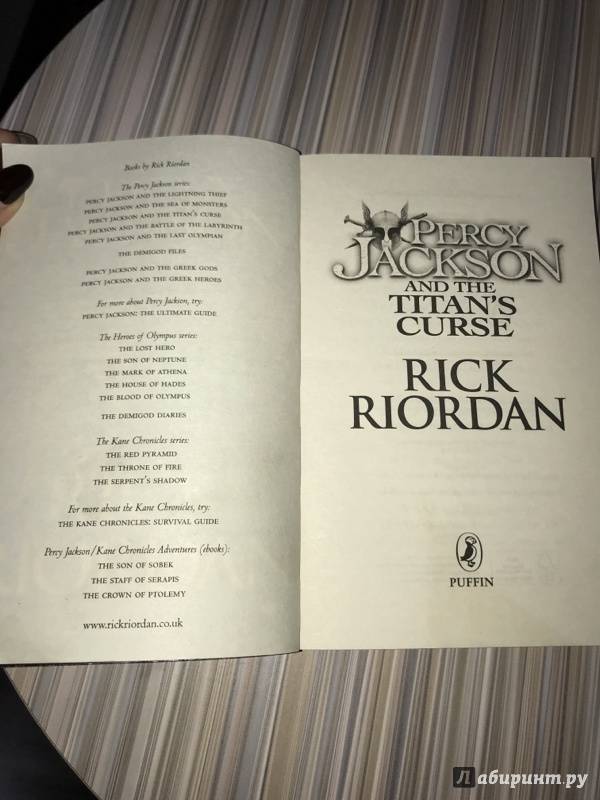 Books by Rick Riordan
The Percy Jackson series:
PERCY JACKSON AND THE LIGHTNING THIEF
PERCY JACKSON AND THE SEA OF MONSTERS
PERCY JACKSON AND THE TITAN'S CURSE
PERCY JACKSON AND THE BATTLE OF THE LABYRINTH
PERCY JACKSON AND THE LAST OLYMPIAN
THE DEMIGOD FILES
PERCY JACKSON AND THE GREEK GODS
PERCY JACKSON AND THE GREEK HEROES
For more about Percy Jackson, try:
PERCY JACKSON: THE ULTIMATE GUIDE
The Heroes of Olympus series:
THE LOST HERO
THE SON OF NEPTUNE
THE MARK OF ATHENA
THE HOUSE OF HADES
THE BLOOD OF OLYMPUS
THE DEMIGOD DIARIES
The Kane Chronicles series:
THE RED PYRAMID
THE THRONE OF FIRE
THE SERPENT'S SHADOW
For more about the Kane Chronicles, try:
THE KANE CHRONICLES: SURVIVAL GUIDE
Percy Jackson/Kane Chronicles Adventures (ebooks):
THE SON OF SOBEK
THE STAFF OF SERAPIS
THE CROWN OF PTOLEMY
www.rickriordan.co.uk
PERCY
JACKSON
AND THE
TITAN'S
CURSE
RICK
RIORDAN
PUFFIN
Лабиринт.ру